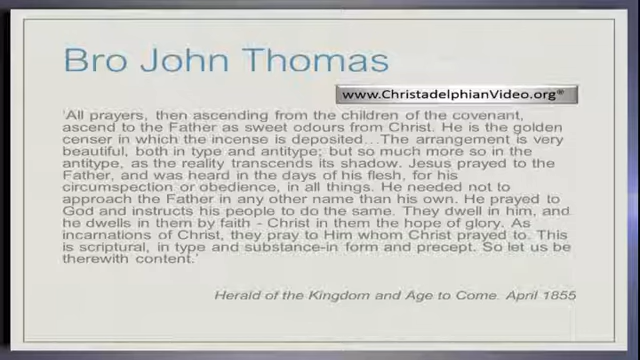 Bro John Thomas
www.ChristadelphianVideo.org®
'All prayers, then ascending from the children of the covenant,
ascend to the Father as sweet odours from Christ. He is the golden
censer in which the incense is deposited…The arrangement is very
beautiful, both in type and antitype; but so much more so in the
antitype, as the reality transcends its shadow. Jesus prayed to the
Father, and was heard in the days of his flesh, for his
circumspection or obedience, in all things. He needed not to
approach the Father in any other name than his own. He prayed to
God and instructs his people to do the same. They dwell in him, and
he dwells in them by faith - Christ in them the hope of glory. As
incarnations of Christ, they pray to Him whom Christ prayed to. This
is scriptural, in type and substance-in form and precept. So let us be
therewith content.'
Herald of the Kingdom and Age to Come. April 1855